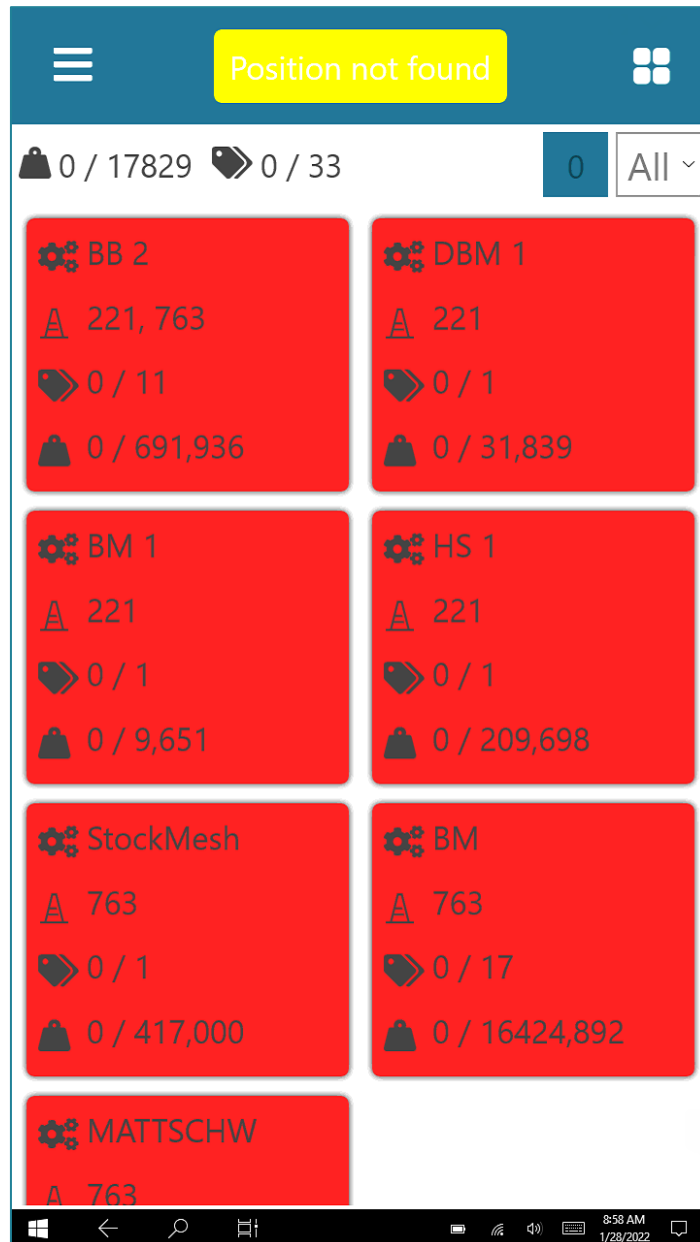 Position not found
0 / 17829 0 / 33 0 All
BB 2
221, 763
0 / 11
0 / 691,936
DBM 1
221
0 / 1
0 / 31,839
BM 1
221
0 / 1
0 / 9,651
HS 1
221
0 / 1
0 / 209,698
StockMesh
763
0 / 1
0 / 417,000
BM
763
0 / 17
0 / 16424,892
MATTSCHW
763
8:58 AM
1/28/2022